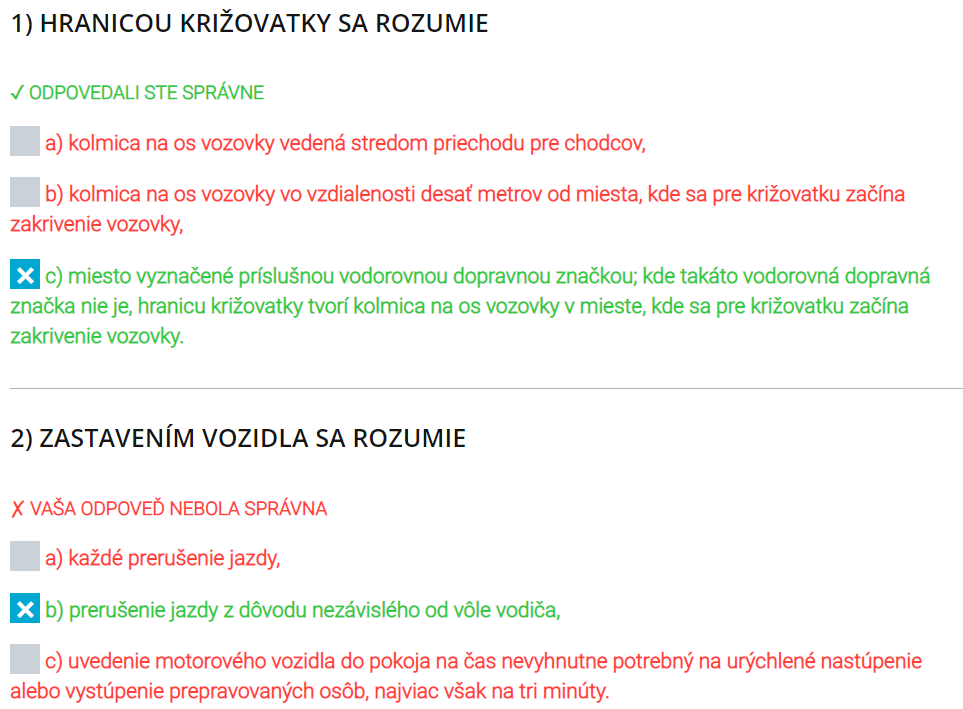 1) HRANICOU KRIŽOVATKY SA ROZUMIE
✓ ODPOVEDALI STE SPRÁVNE
a) kolmica na os vozovky vedená stredom priechodu pre chodcov,
b) kolmica na os vozovky vo vzdialenosti desať metrov od miesta, kde sa pre križovatku začína
zakrivenie vozovky,
c) miesto vyznačené príslušnou vodorovnou dopravnou značkou; kde takáto vodorovná dopravná
značka nie je, hranicu križovatky tvorí kolmica na os vozovky v mieste, kde sa pre križovatku začína
zakrivenie vozovky.
2) ZASTAVENÍM VOZIDLA SA ROZUMIE
✗ VAŠA ODPOVEĎ NEBOLA SPRÁVNA
a) každé prerušenie jazdy,
b) prerušenie jazdy z dôvodu nezávislého od vôle vodiča,
c) uvedenie motorového vozidla do pokoja na čas nevyhnutne potrebný na urýchlené nastúpenie
alebo vystúpenie prepravovaných osôb, najviac však na tri minúty.